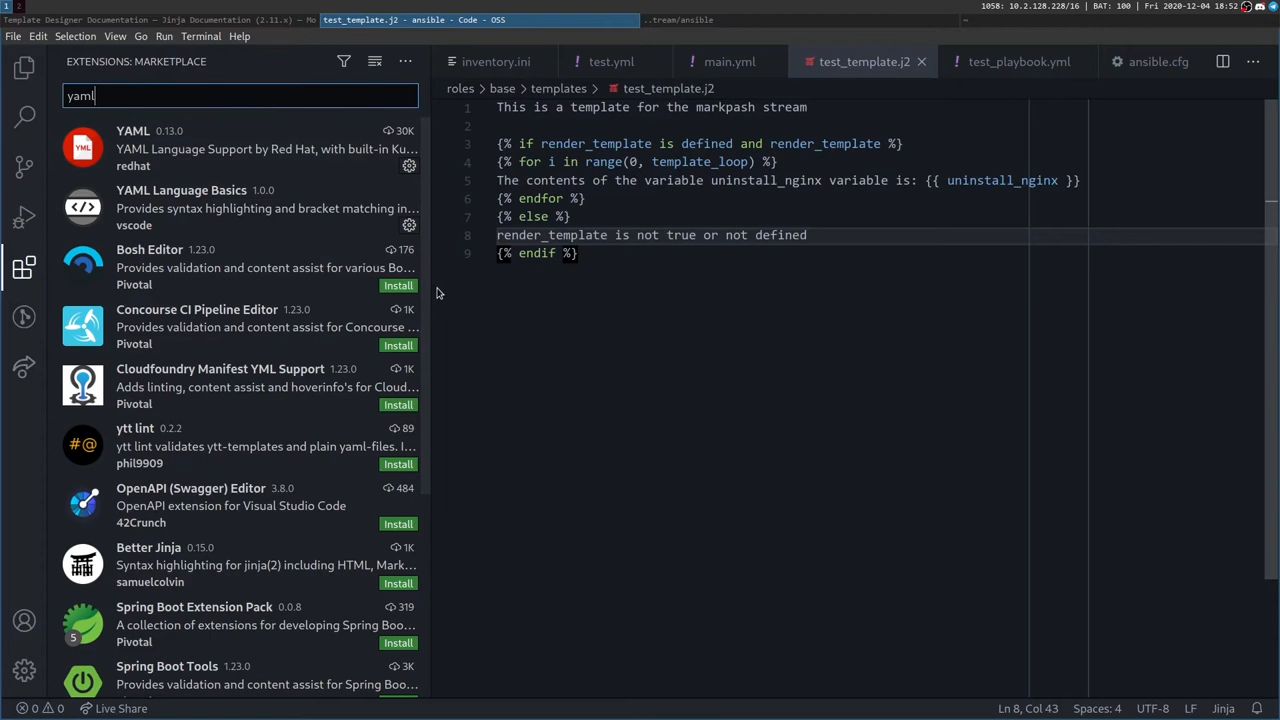 1 2
1058: 10.2.128.228/16 | BAT: 100 | Fri 2020-12-04 18:52
Template Designer Documentation — Jinja Documentation (2.11.x) - Mo
test_template.j2 - ansible - Code - OSS
..tream/ansible
~
File Edit Selection View Go Run Terminal Help
EXTENSIONS: MARKETPLACE
yaml
YAML 0.13.0 30K
YAML Language Support by Red Hat, with built-in Ku...
redhat
YAML Language Basics 1.0.0
Provides syntax highlighting and bracket matching in...
vscode
Bosh Editor 1.23.0 176
Provides validation and content assist for various Bo...
Pivotal Install
Concourse CI Pipeline Editor 1.23.0 1K
Provides validation and content assist for Concourse ...
Pivotal Install
Cloudfoundry Manifest YML Support 1.23.0 1K
Adds linting, content assist and hoverinfo's for Cloud...
Pivotal Install
#@
ytt lint 0.2.2 89
ytt lint validates ytt-templates and plain yaml-files. I...
phil9909 Install
OpenAPI (Swagger) Editor 3.8.0 484
OpenAPI extension for Visual Studio Code
42Crunch Install
Better Jinja 0.15.0 1K
Syntax highlighting for jinja(2) including HTML, Mark...
samuelcolvin Install
Spring Boot Extension Pack 0.0.8 319
A collection of extensions for developing Spring Boo...
5
Pivotal Install
Spring Boot Tools 1.23.0 3K
Provides validation and content assist for Spring Boo...
inventory.ini ! test.yml ! main.yml test_template.j2 ! test_playbook.yml ansible.cfg
roles > base > templates > test_template.j2
1 This is a template for the markpash stream
2
3 {% if render_template is defined and render_template %}
4 {% for i in range(0, template_loop) %}
5 The contents of the variable uninstall_nginx variable is: {{ uninstall_nginx }}
6 {% endfor %}
7 {% else %}
8 render_template is not true or not defined
9 {% endif %}
0 0 Live Share
Ln 8, Col 43 Spaces: 4 UTF-8 LF Jinja